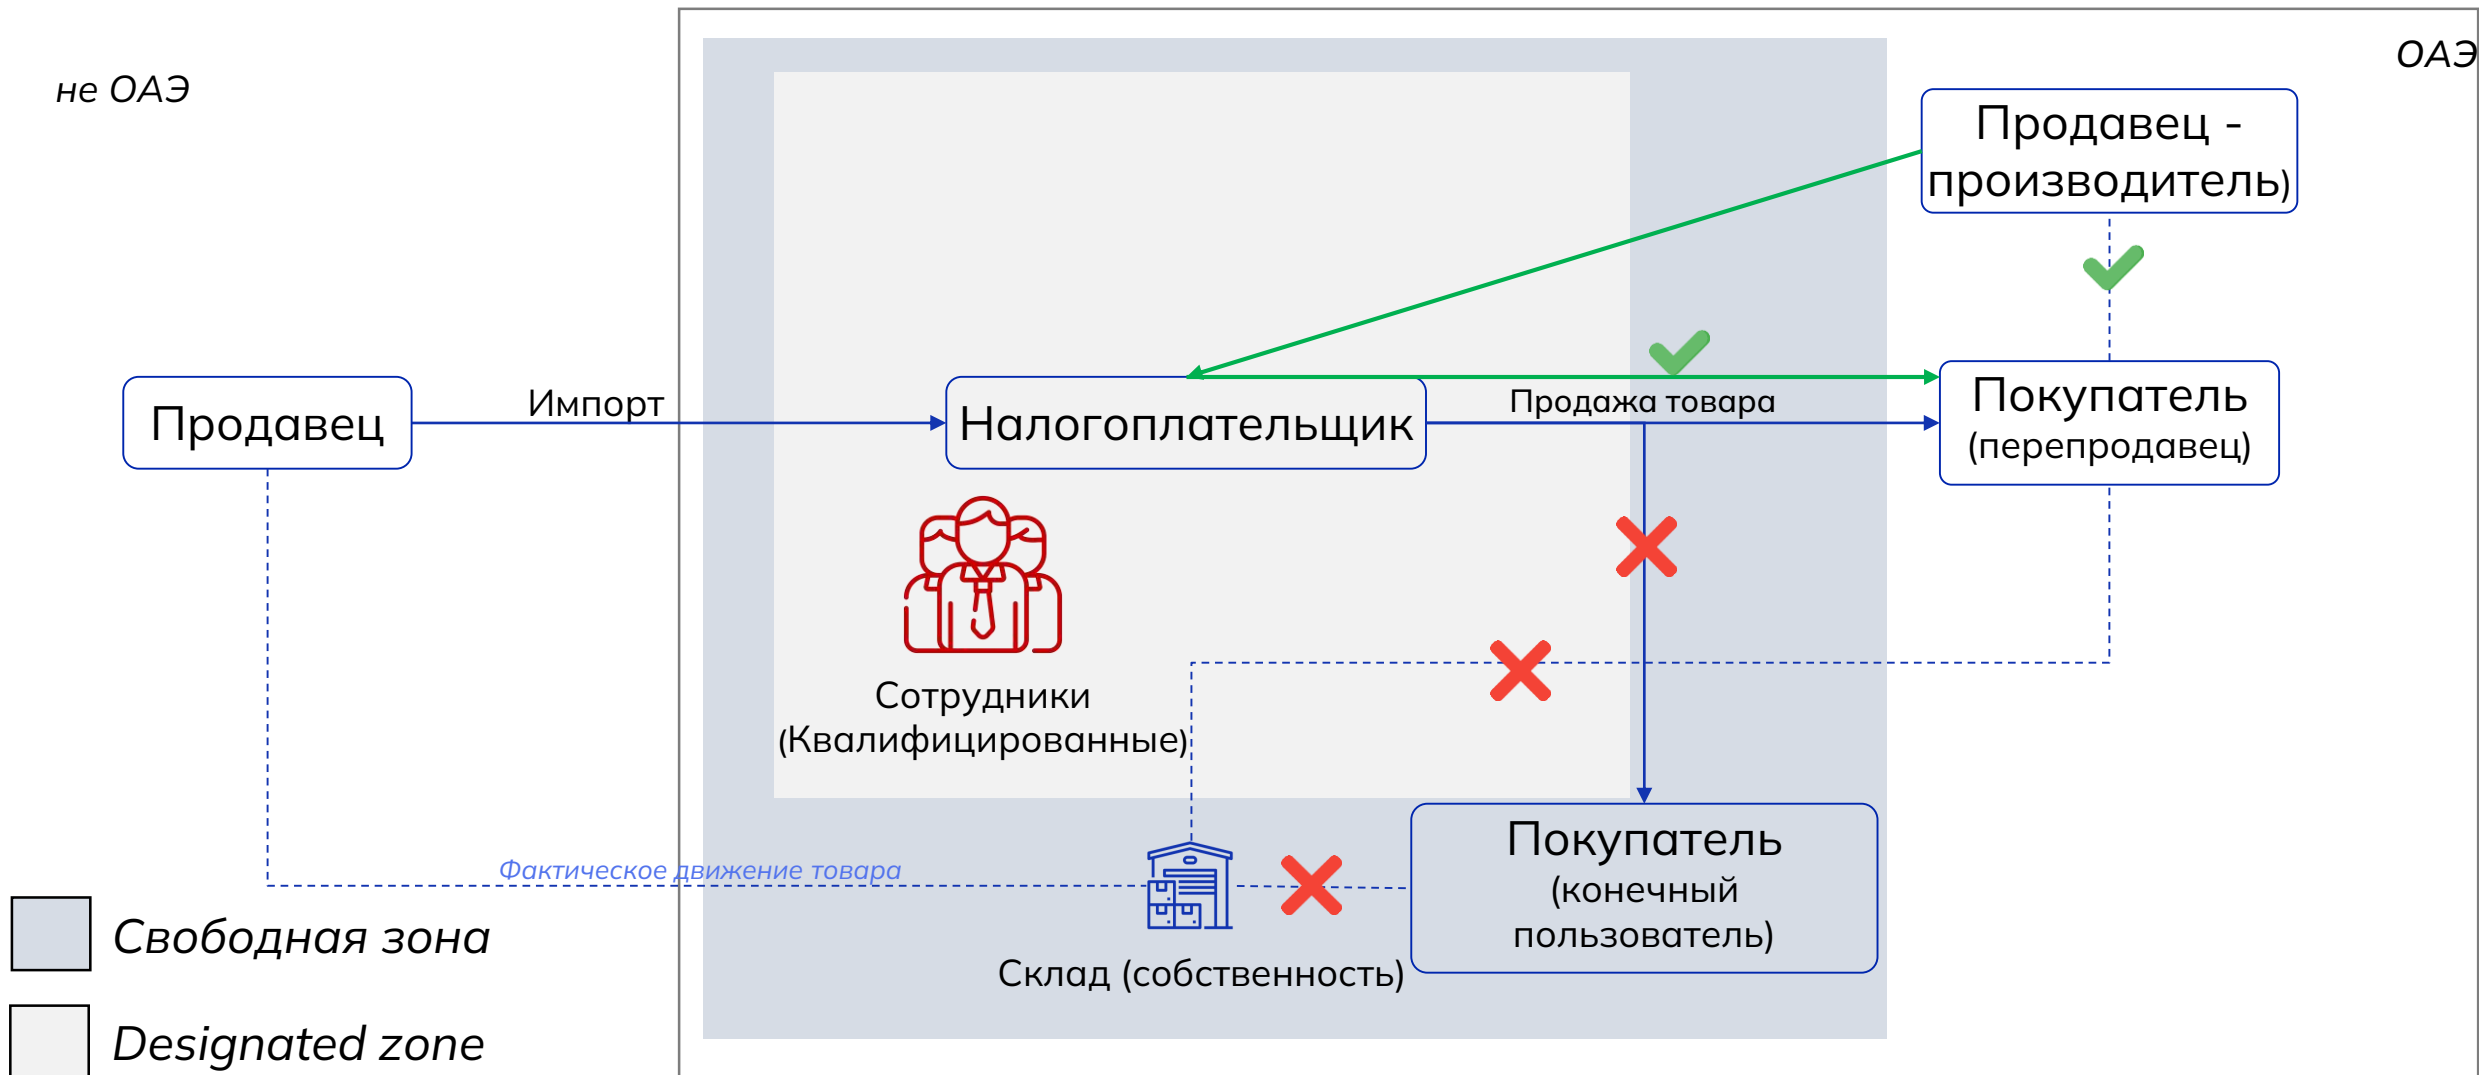 не ОАЭ
ОАЭ
Продавец -
производитель)
Продавец
Импорт
Налогоплательщик
Продажа товара
Покупатель
(перепродавец)
Сотрудники
(Квалифицированные)
Фактическое движение товара
Покупатель
(конечный
пользователь)
Склад (собственность)
Свободная зона
Designated zone